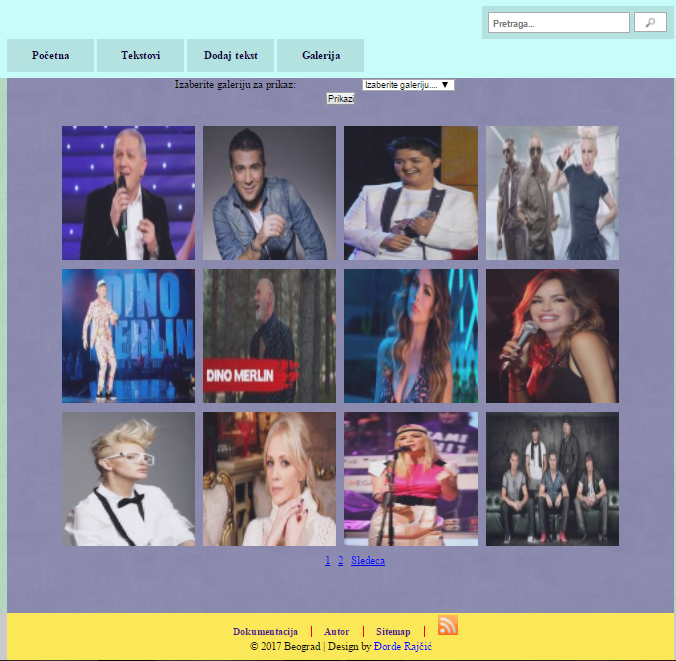 Pretraga...
Početna
Tekstovi
Dodaj tekst
Galerija
Izaberite galeriju za prikaz:
Izaberite galeriju....
Prikazi
DINO
MERLIN
DINO MERLIN
1 2 Sledeca
Dokumentacija | Autor | Sitemap |
© 2017 Beograd | Design by Đorđe Rajčić